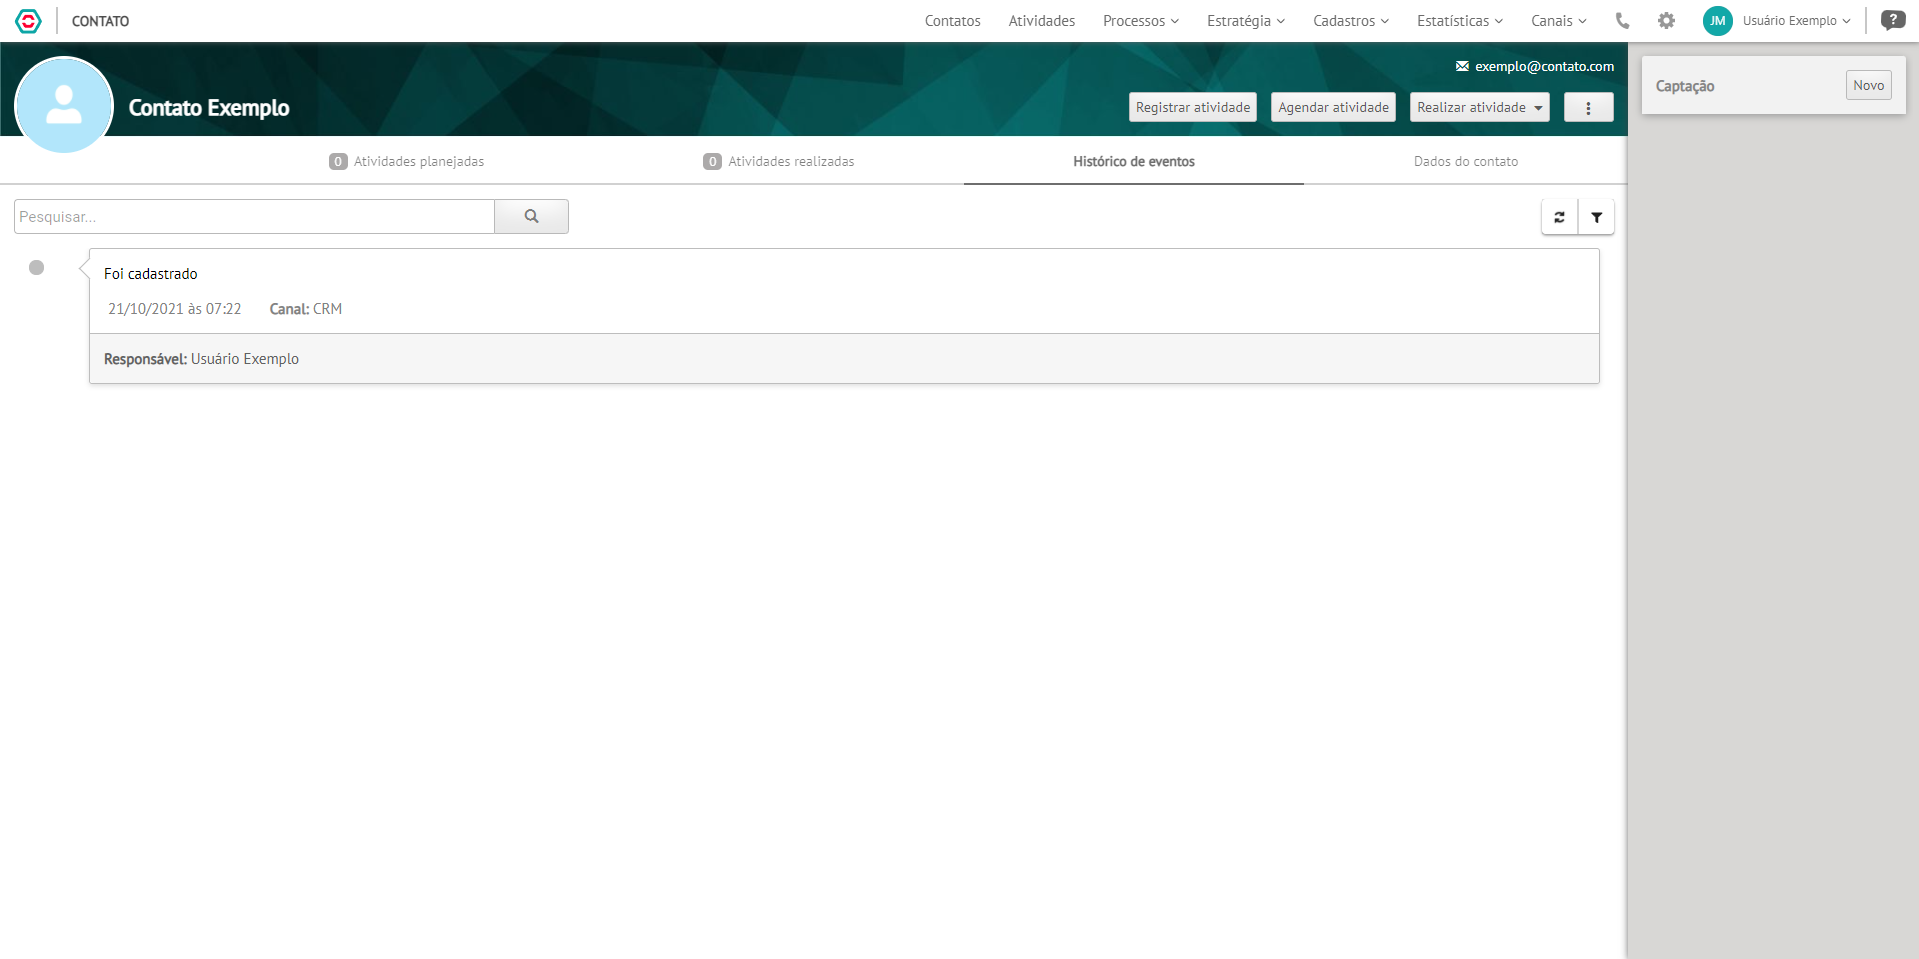 CONTATO
Contatos Atividades Processos Estratégia Cadastros Estatísticas Canais JM Usuário Exemplo ?
exemplo@contato.com
Contato Exemplo
Registrar atividade Agendar atividade Realizar atividade
Captação Novo
0 Atividades planejadas 0 Atividades realizadas Histórico de eventos Dados do contato
Pesquisar...
Foi cadastrado
21/10/2021 às 07:22 Canal: CRM
Responsável: Usuário Exemplo